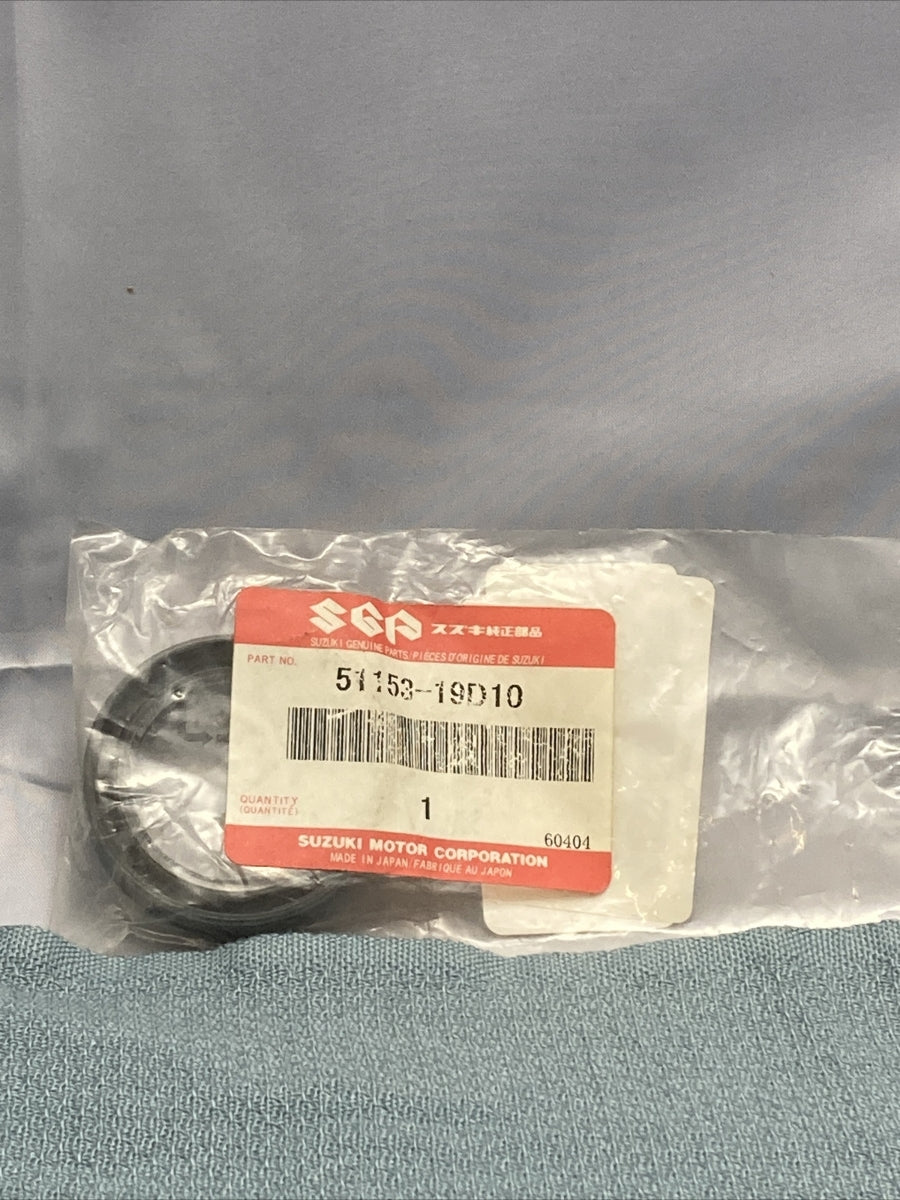 SGP スズキ純正部品
SUZUKI GENUINE PARTS/PIÈCES D'ORIGINE DE SUZUKI
PART NO.
51153-19D10
QUANTITY
(QUANTITÉ)
1
60404
SUZUKI MOTOR CORPORATION
MADE IN JAPAN/FABRIQUE AU JAPON